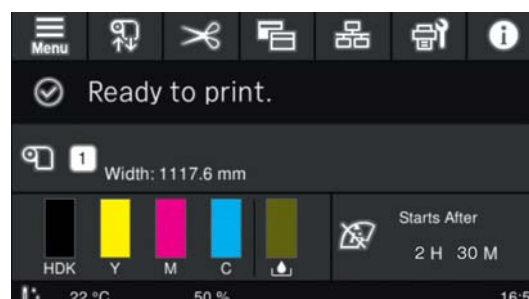 Menu
Ready to print.
1
Width: 1117.6 mm
Starts After
2 H 30 M
HDK Y M C
22 °C 50 %